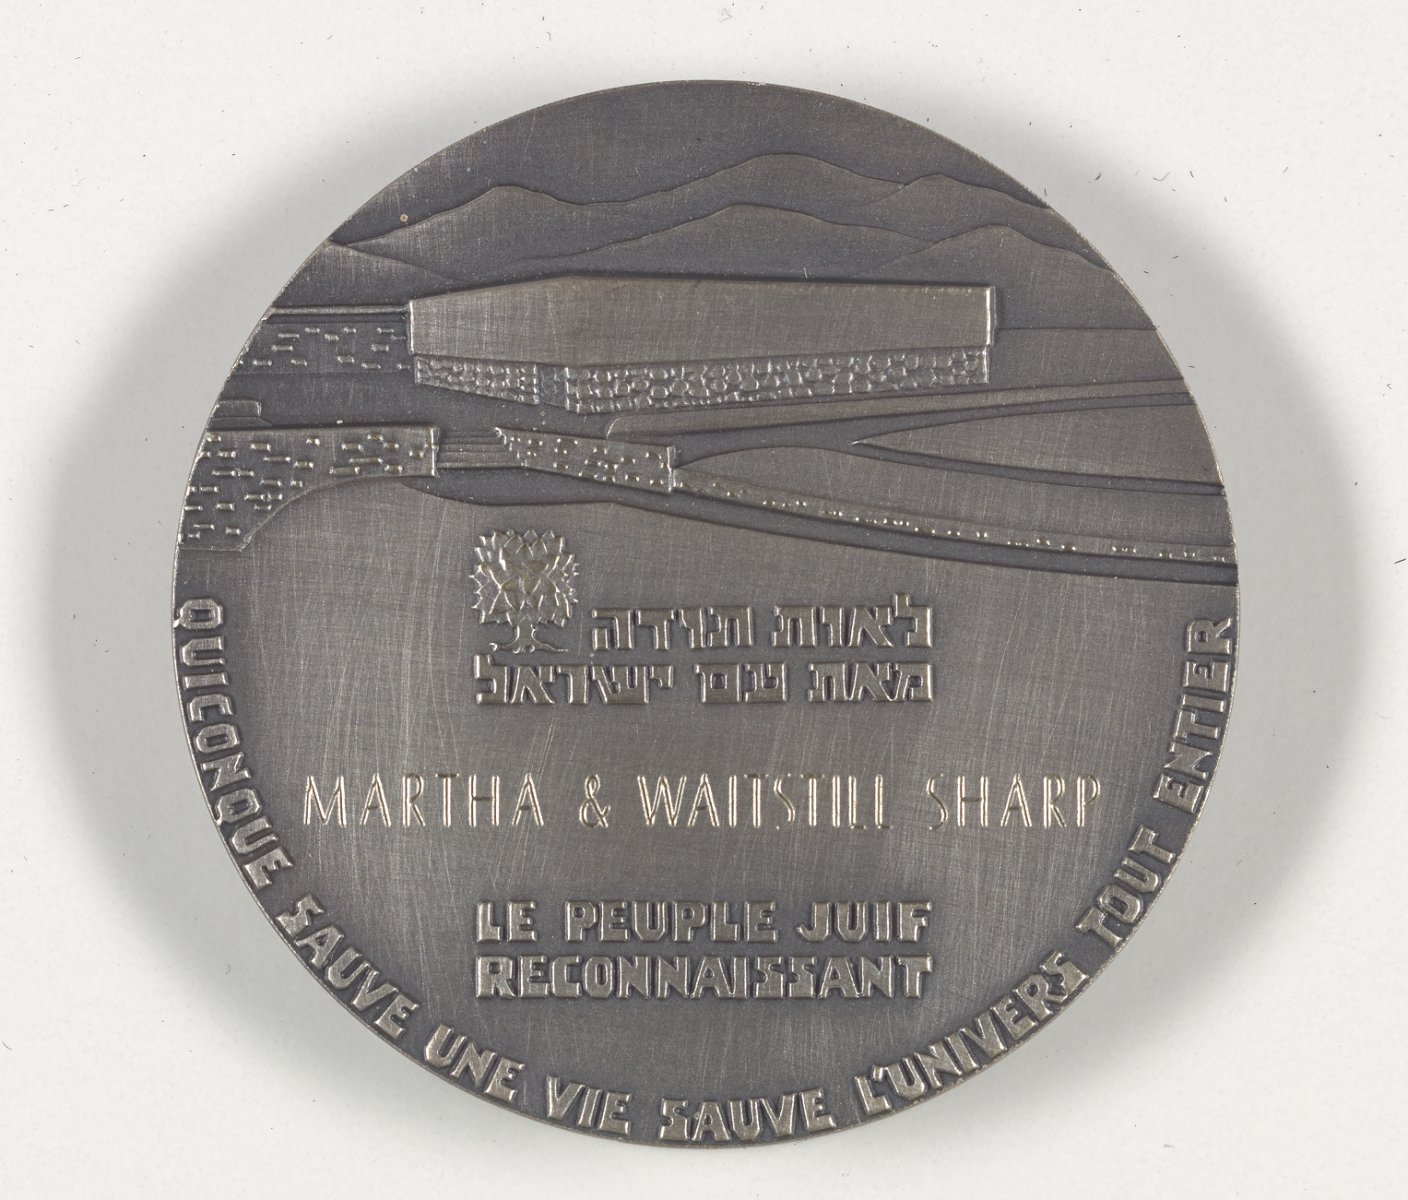 לאות תודה
מאת עם ישראל
MARTHA & WAITSTILL SHARP
LE PEUPLE JUIF
RECONNAISSANT
QUICONQUE SAUVE UNE VIE SAUVE L'UNIVERS TOUT ENTIER